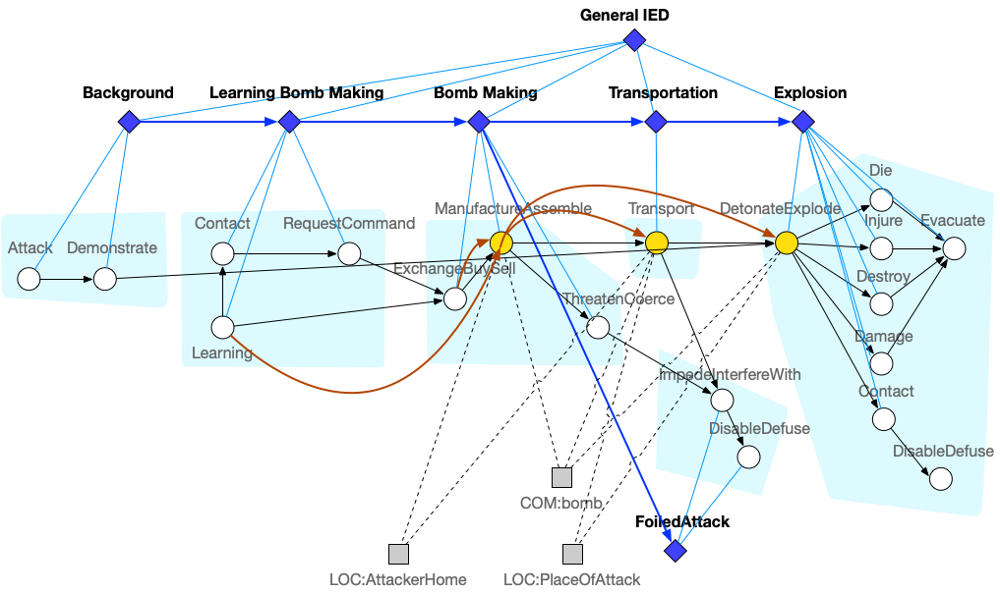 General IED
Background
Learning Bomb Making
Bomb Making
Transportation
Explosion
Die
Attack
Demonstrate
Contact
RequestCommand
ManufactureAssemble
Transport
DetonateExplode
Injure
Evacuate
ExchangeBuySell
Destroy
ThreatenCoerce
Learning
Damage
ImpedeInterfereWith
Contact
DisableDefuse
DisableDefuse
COM:bomb
FoiledAttack
LOC:AttackerHome
LOC:PlaceOfAttack